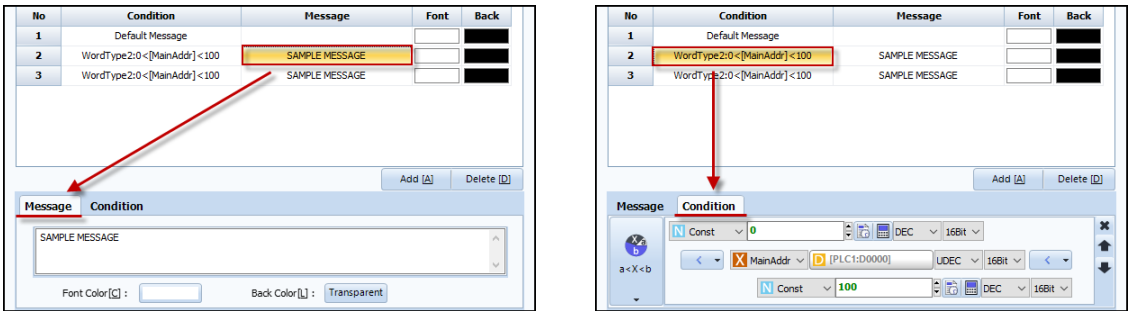 No Condition Message Font Back
1 Default Message
2 WordType2:0<[MainAddr]<100 SAMPLE MESSAGE
3 WordType2:0<[MainAddr]<100 SAMPLE MESSAGE
Add [A] Delete [D]
Message Condition
SAMPLE MESSAGE
Font Color[C] : Back Color[L] : Transparent
No Condition Message Font Back
1 Default Message
2 WordType2:0<[MainAddr]<100 SAMPLE MESSAGE
3 WordType2:0<[MainAddr]<100 SAMPLE MESSAGE
Add [A] Delete [D]
Message Condition
N Const 0 DEC 16Bit
a<X<b
< X MainAddr D [PLC1:D0000] UDEC 16Bit <
N Const 100 DEC 16Bit